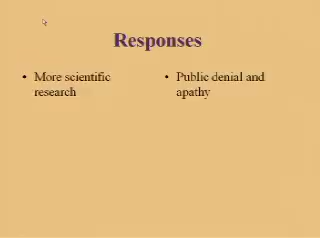 Responses
• More scientific
research
• Public denial and
apathy